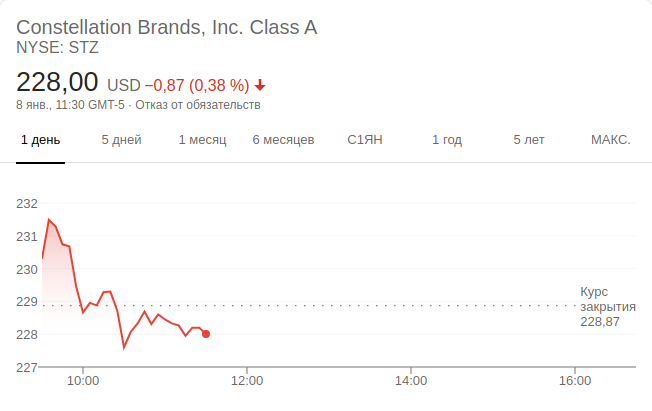 Constellation Brands, Inc. Class A
NYSE: STZ
228,00 USD −0,87 (0,38 %)
8 янв., 11:30 GMT-5 · Отказ от обязательств
1 день 5 дней 1 месяц 6 месяцев С1ЯН 1 год 5 лет МАКС.
232
231
230
229
228
227
Курс
закрытия
228,87
10:00 12:00 14:00 16:00